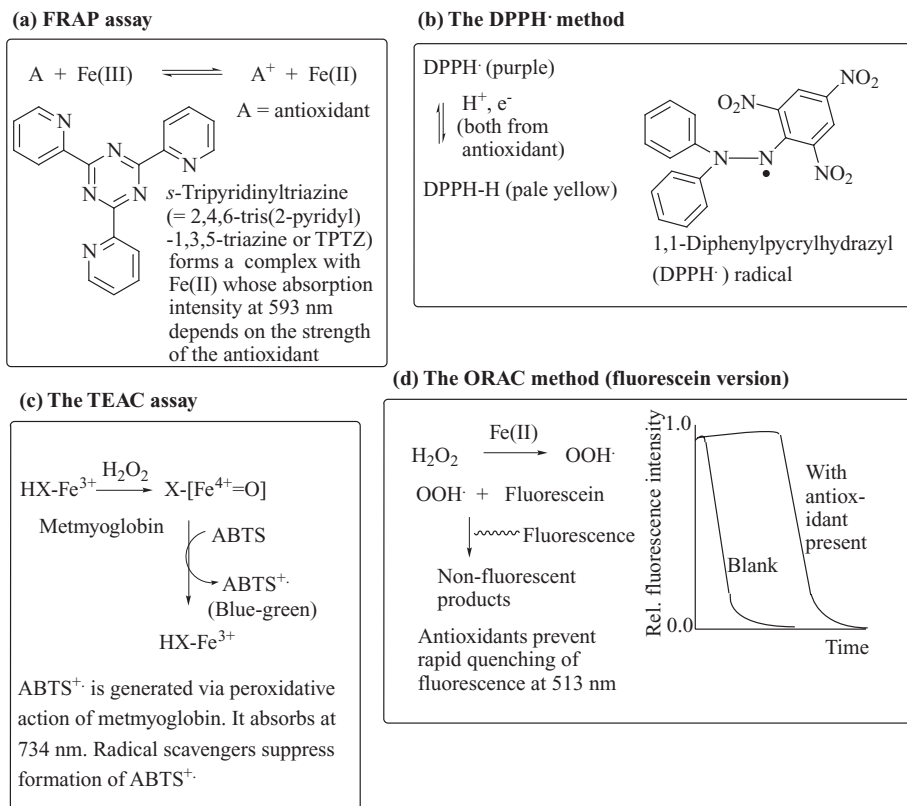 (a) FRAP assay
A + Fe(III) ⇌ A⁺ + Fe(II)
A = antioxidant
N
N
N
N
N
N
s-Tripyridinyltriazine
(= 2,4,6-tris(2-pyridyl)
-1,3,5-triazine or TPTZ)
forms a complex with
Fe(II) whose absorption
intensity at 593 nm
depends on the strength
of the antioxidant
(b) The DPPH· method
DPPH· (purple)
H⁺, e⁻
(both from
antioxidant)
DPPH-H (pale yellow)
NO₂
O₂N
N N
•
NO₂
1,1-Diphenylpycrylhydrazyl
(DPPH· ) radical
(c) The TEAC assay
H₂O₂
HX-Fe³⁺ → X-[Fe⁴⁺=O]
Metmyoglobin
ABTS
ABTS⁺·
(Blue-green)
HX-Fe³⁺
ABTS⁺· is generated via peroxidative
action of metmyoglobin. It absorbs at
734 nm. Radical scavengers suppress
formation of ABTS⁺·
(d) The ORAC method (fluorescein version)
Fe(II)
H₂O₂ → OOH·
OOH· + Fluorescein
Fluorescence
Non-fluorescent
products
Antioxidants prevent
rapid quenching of
fluorescence at 513 nm
Rel. fluorescence intensity
1.0
0.0
With
antiox-
idant
present
Blank
Time